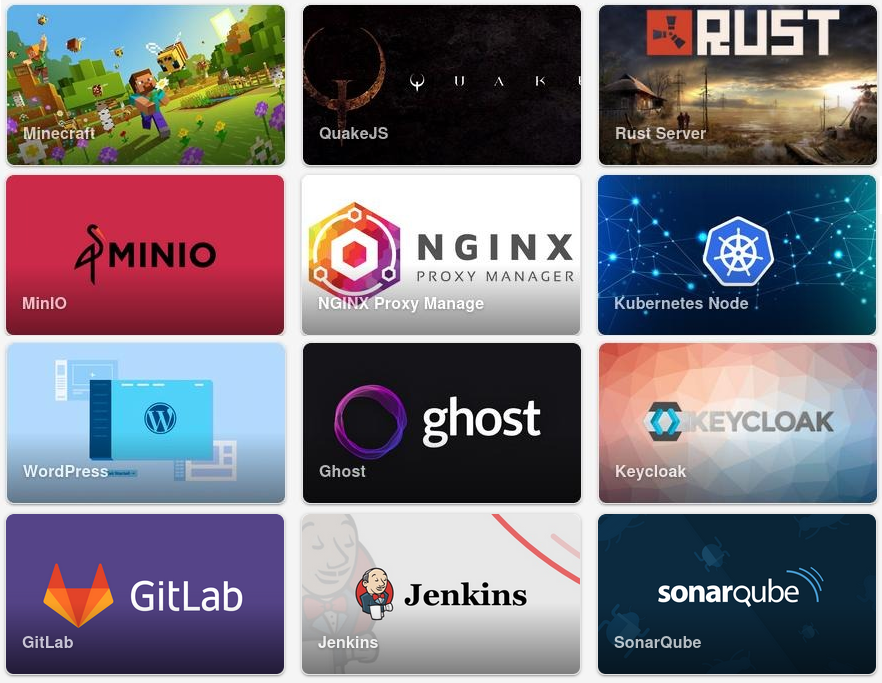 RUST
QUAKE
Minecraft
QuakeJS
Rust Server
MINIO
NGINX
PROXY MANAGER
MinIO
NGINX Proxy Manage
Kubernetes Node
W
WordPress
ghost
KEYCLOAK
Ghost
Keycloak
GitLab
Jenkins
sonarqube
GitLab
Jenkins
SonarQube